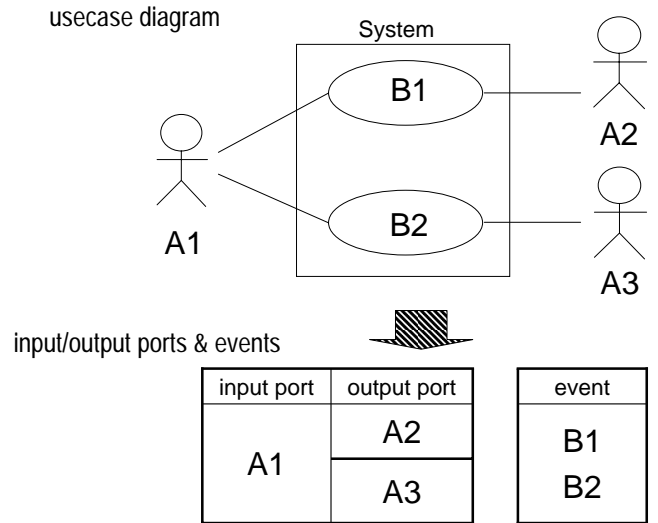 usecase diagram
System
B1
A2
A1
B2
A3
input/output ports & events
input port output port event
A1
A2
A3
B1
B2